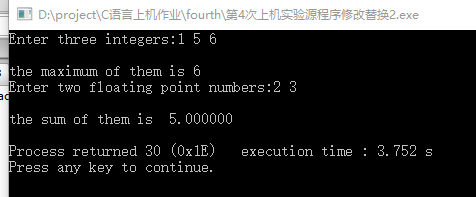 D:\project\C语言上机作业\fourth\第4次上机实验源程序修改替换2.exe
Enter three integers:1 5 6
the maximum of them is 6
Enter two floating point numbers:2 3
the sum of them is  5.000000
Process returned 30 (0x1E)   execution time : 3.752 s
Press any key to continue.